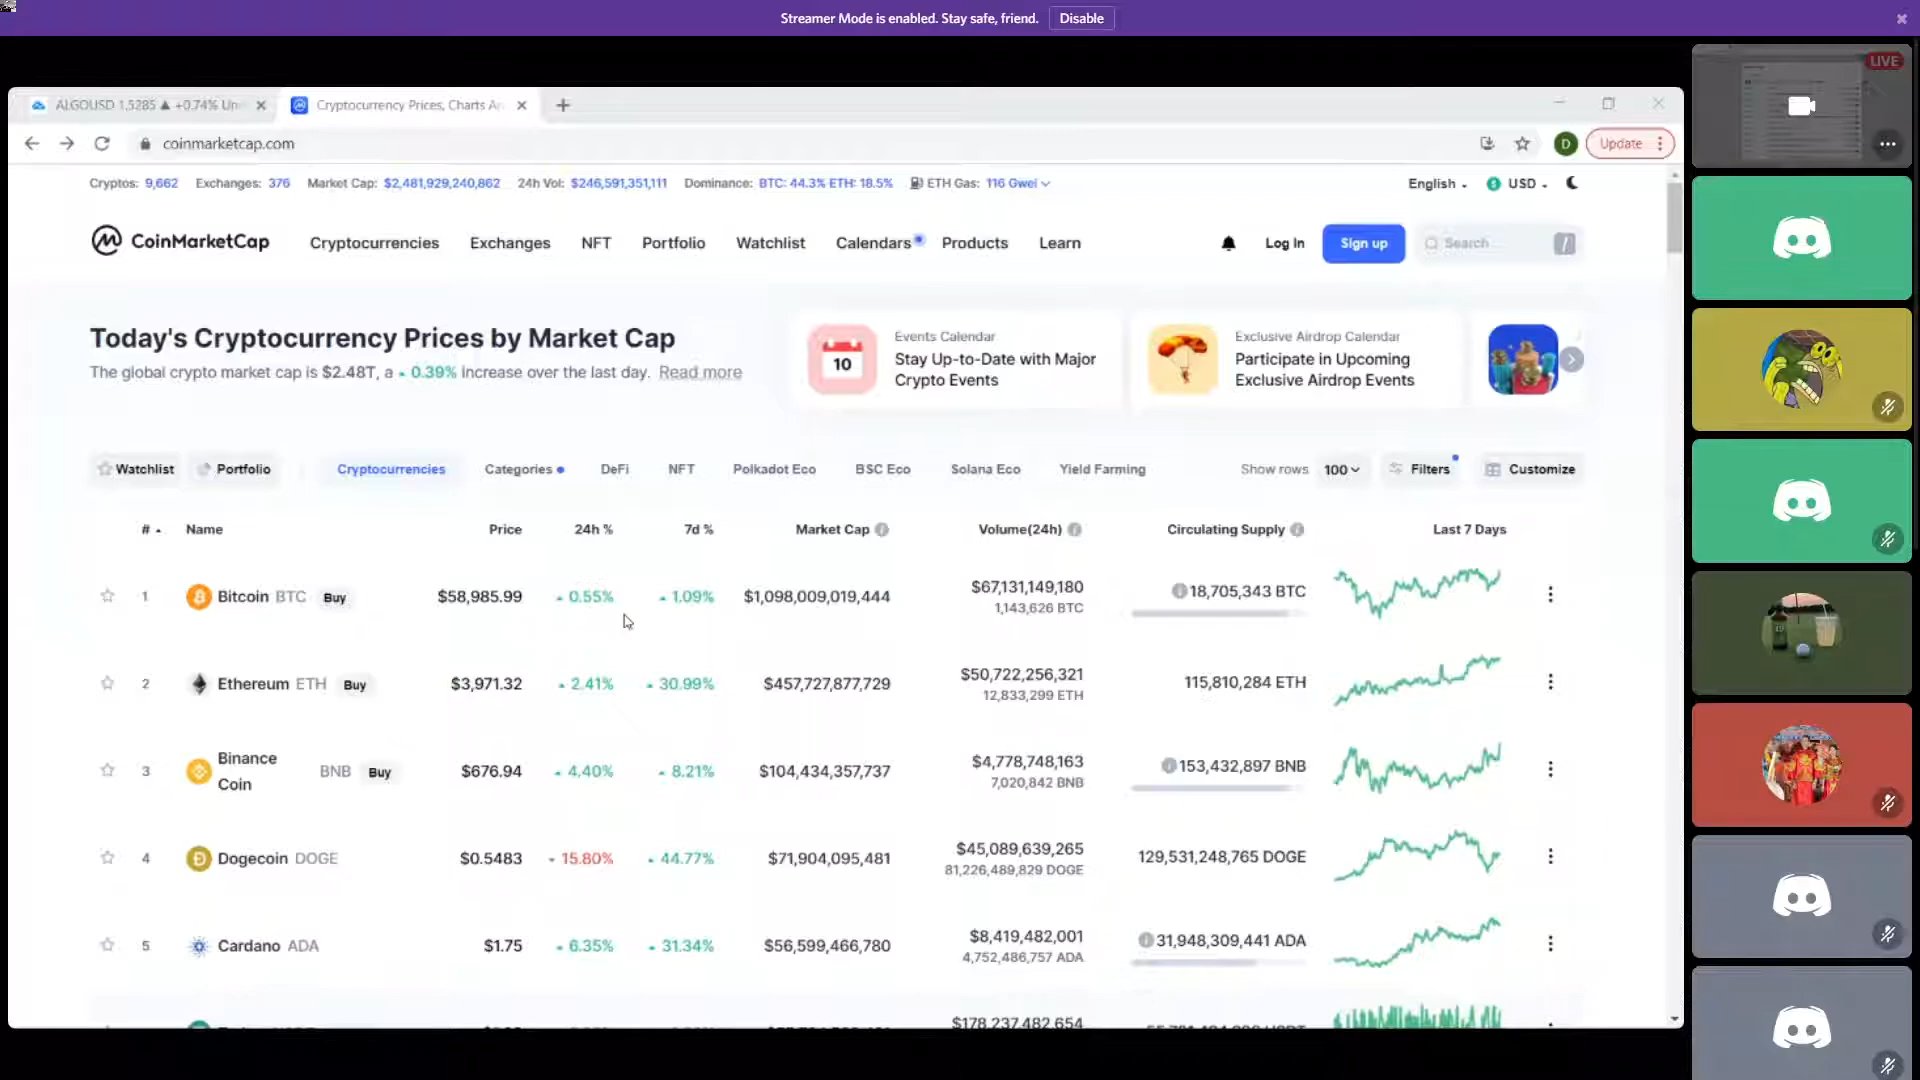 Streamer Mode is enabled. Stay safe, friend. Disable
LIVE
ALGOUSD 1.5285 ▲ +0.74% Un
Cryptocurrency Prices, Charts An
coinmarketcap.com
D
Update
Cryptos: 9,662 Exchanges: 376 Market Cap: $2,481,929,240,862 24h Vol: $246,591,351,111 Dominance: BTC: 44.3% ETH: 18.5% ETH Gas: 116 Gwei
English USD
CoinMarketCap Cryptocurrencies Exchanges NFT Portfolio Watchlist Calendars Products Learn Log In Sign up Search... /
Today's Cryptocurrency Prices by Market Cap
The global crypto market cap is $2.48T, a 0.39% increase over the last day. Read more
10
Events Calendar
Stay Up-to-Date with Major
Crypto Events
Exclusive Airdrop Calendar
Participate in Upcoming
Exclusive Airdrop Events
Watchlist Portfolio Cryptocurrencies Categories DeFi NFT Polkadot Eco BSC Eco Solana Eco Yield Farming Show rows 100 Filters Customize
# Name Price 24h % 7d % Market Cap Volume(24h) Circulating Supply Last 7 Days
1 Bitcoin BTC Buy $58,985.99 0.55% 1.09% $1,098,009,019,444 $67,131,149,180 18,705,343 BTC
1,143,626 BTC
2 Ethereum ETH Buy $3,971.32 2.41% 30.99% $457,727,877,729 $50,722,256,321 115,810,284 ETH
12,833,299 ETH
3 Binance Coin BNB Buy $676.94 4.40% 8.21% $104,434,357,737 $4,778,748,163 153,432,897 BNB
7,020,842 BNB
4 Dogecoin DOGE $0.5483 15.80% 44.77% $71,904,095,481 $45,089,639,265 129,531,248,765 DOGE
81,226,489,829 DOGE
5 Cardano ADA $1.75 6.35% 31.34% $56,599,466,780 $8,419,482,001 31,948,309,441 ADA
4,752,486,757 ADA
$178,237,482,654